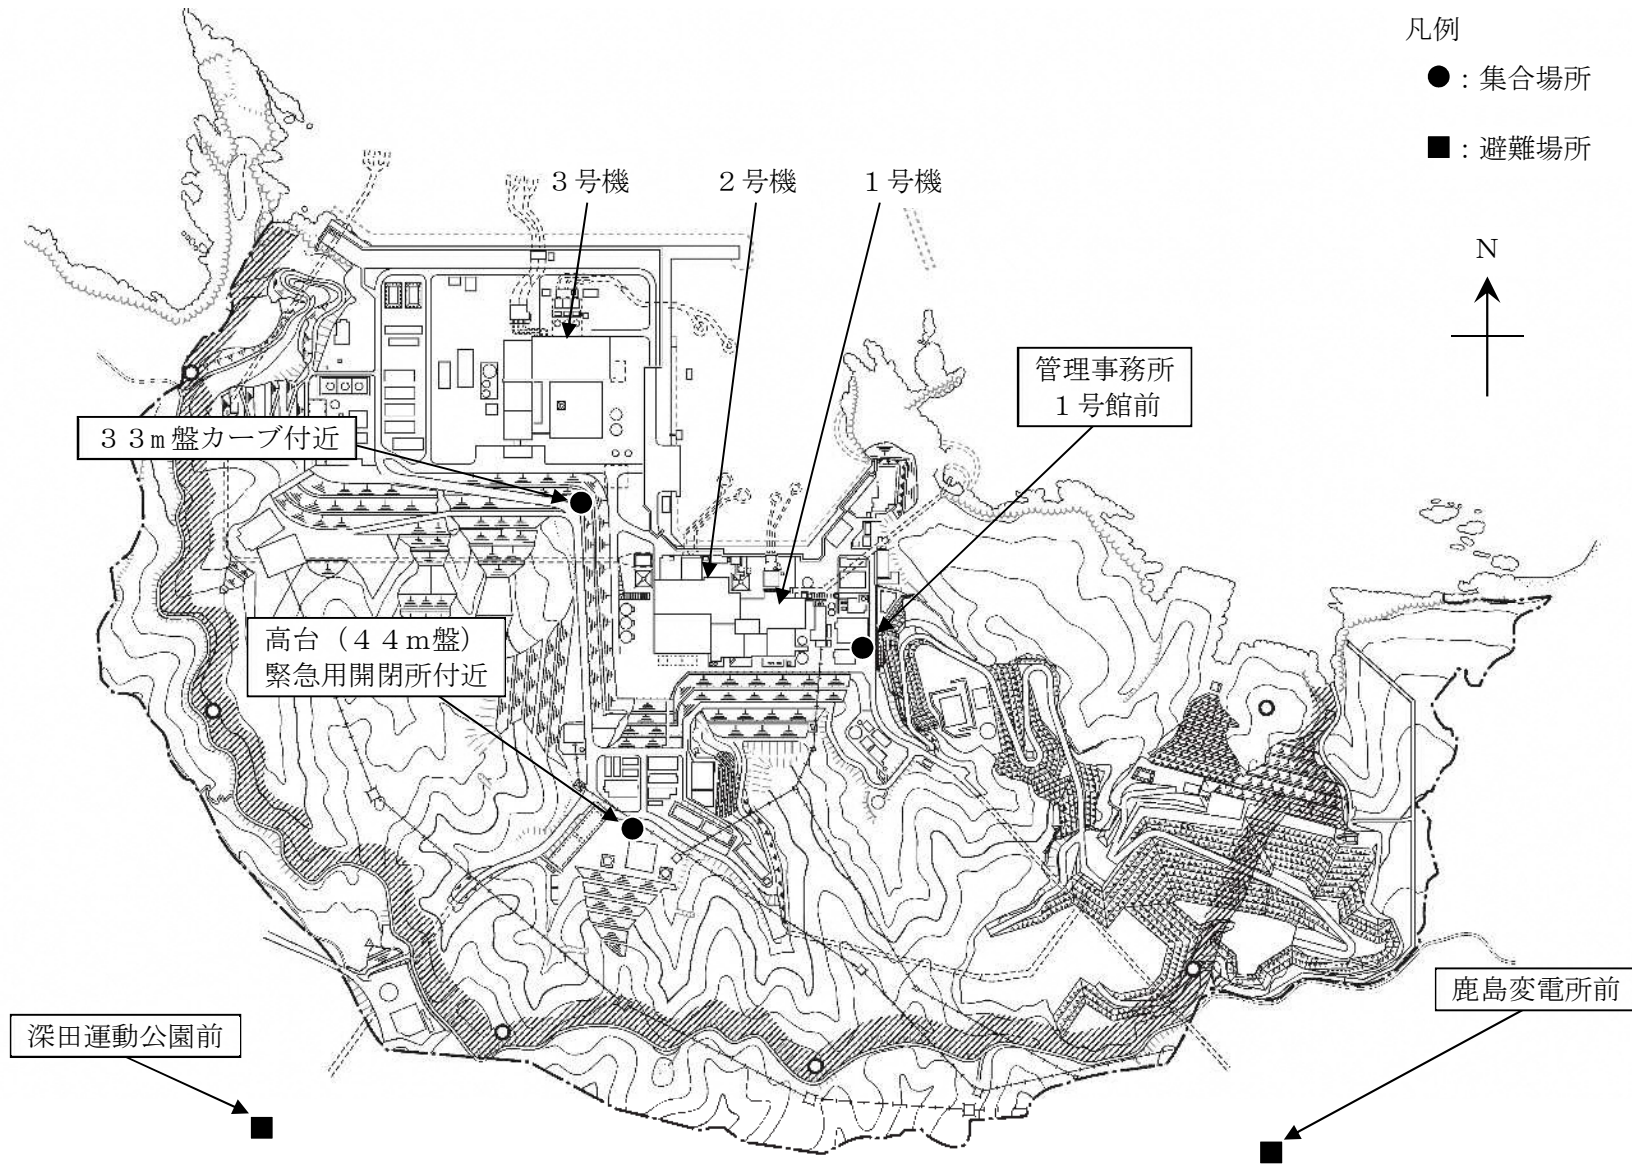 凡例
●：集合場所
■：避難場所
３号機
２号機
１号機
N
管理事務所
１号館前
３３m盤カーブ付近
高台（４４m盤）
緊急用開閉所付近
鹿島変電所前
深田運動公園前